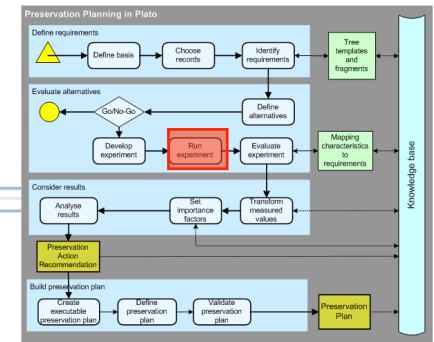 Preservation Planning in Plato
Define requirements
Define basis
Choose
records
Identify
requirements
Tree
templates
and
fragments
Evaluate alternatives
Go/No-Go
Define
alternatives
Develop
experiment
Run
experiment
Evaluate
experiment
Mapping
characteristics
to
requirements
Knowledge base
Consider results
Analyse
results
Set
importance
factors
Transform
measured
values
Preservation
Action
Recommendation
Build preservation plan
Create
executable
preservation plan
Define
preservation
plan
Validate
preservation
plan
Preservation
Plan